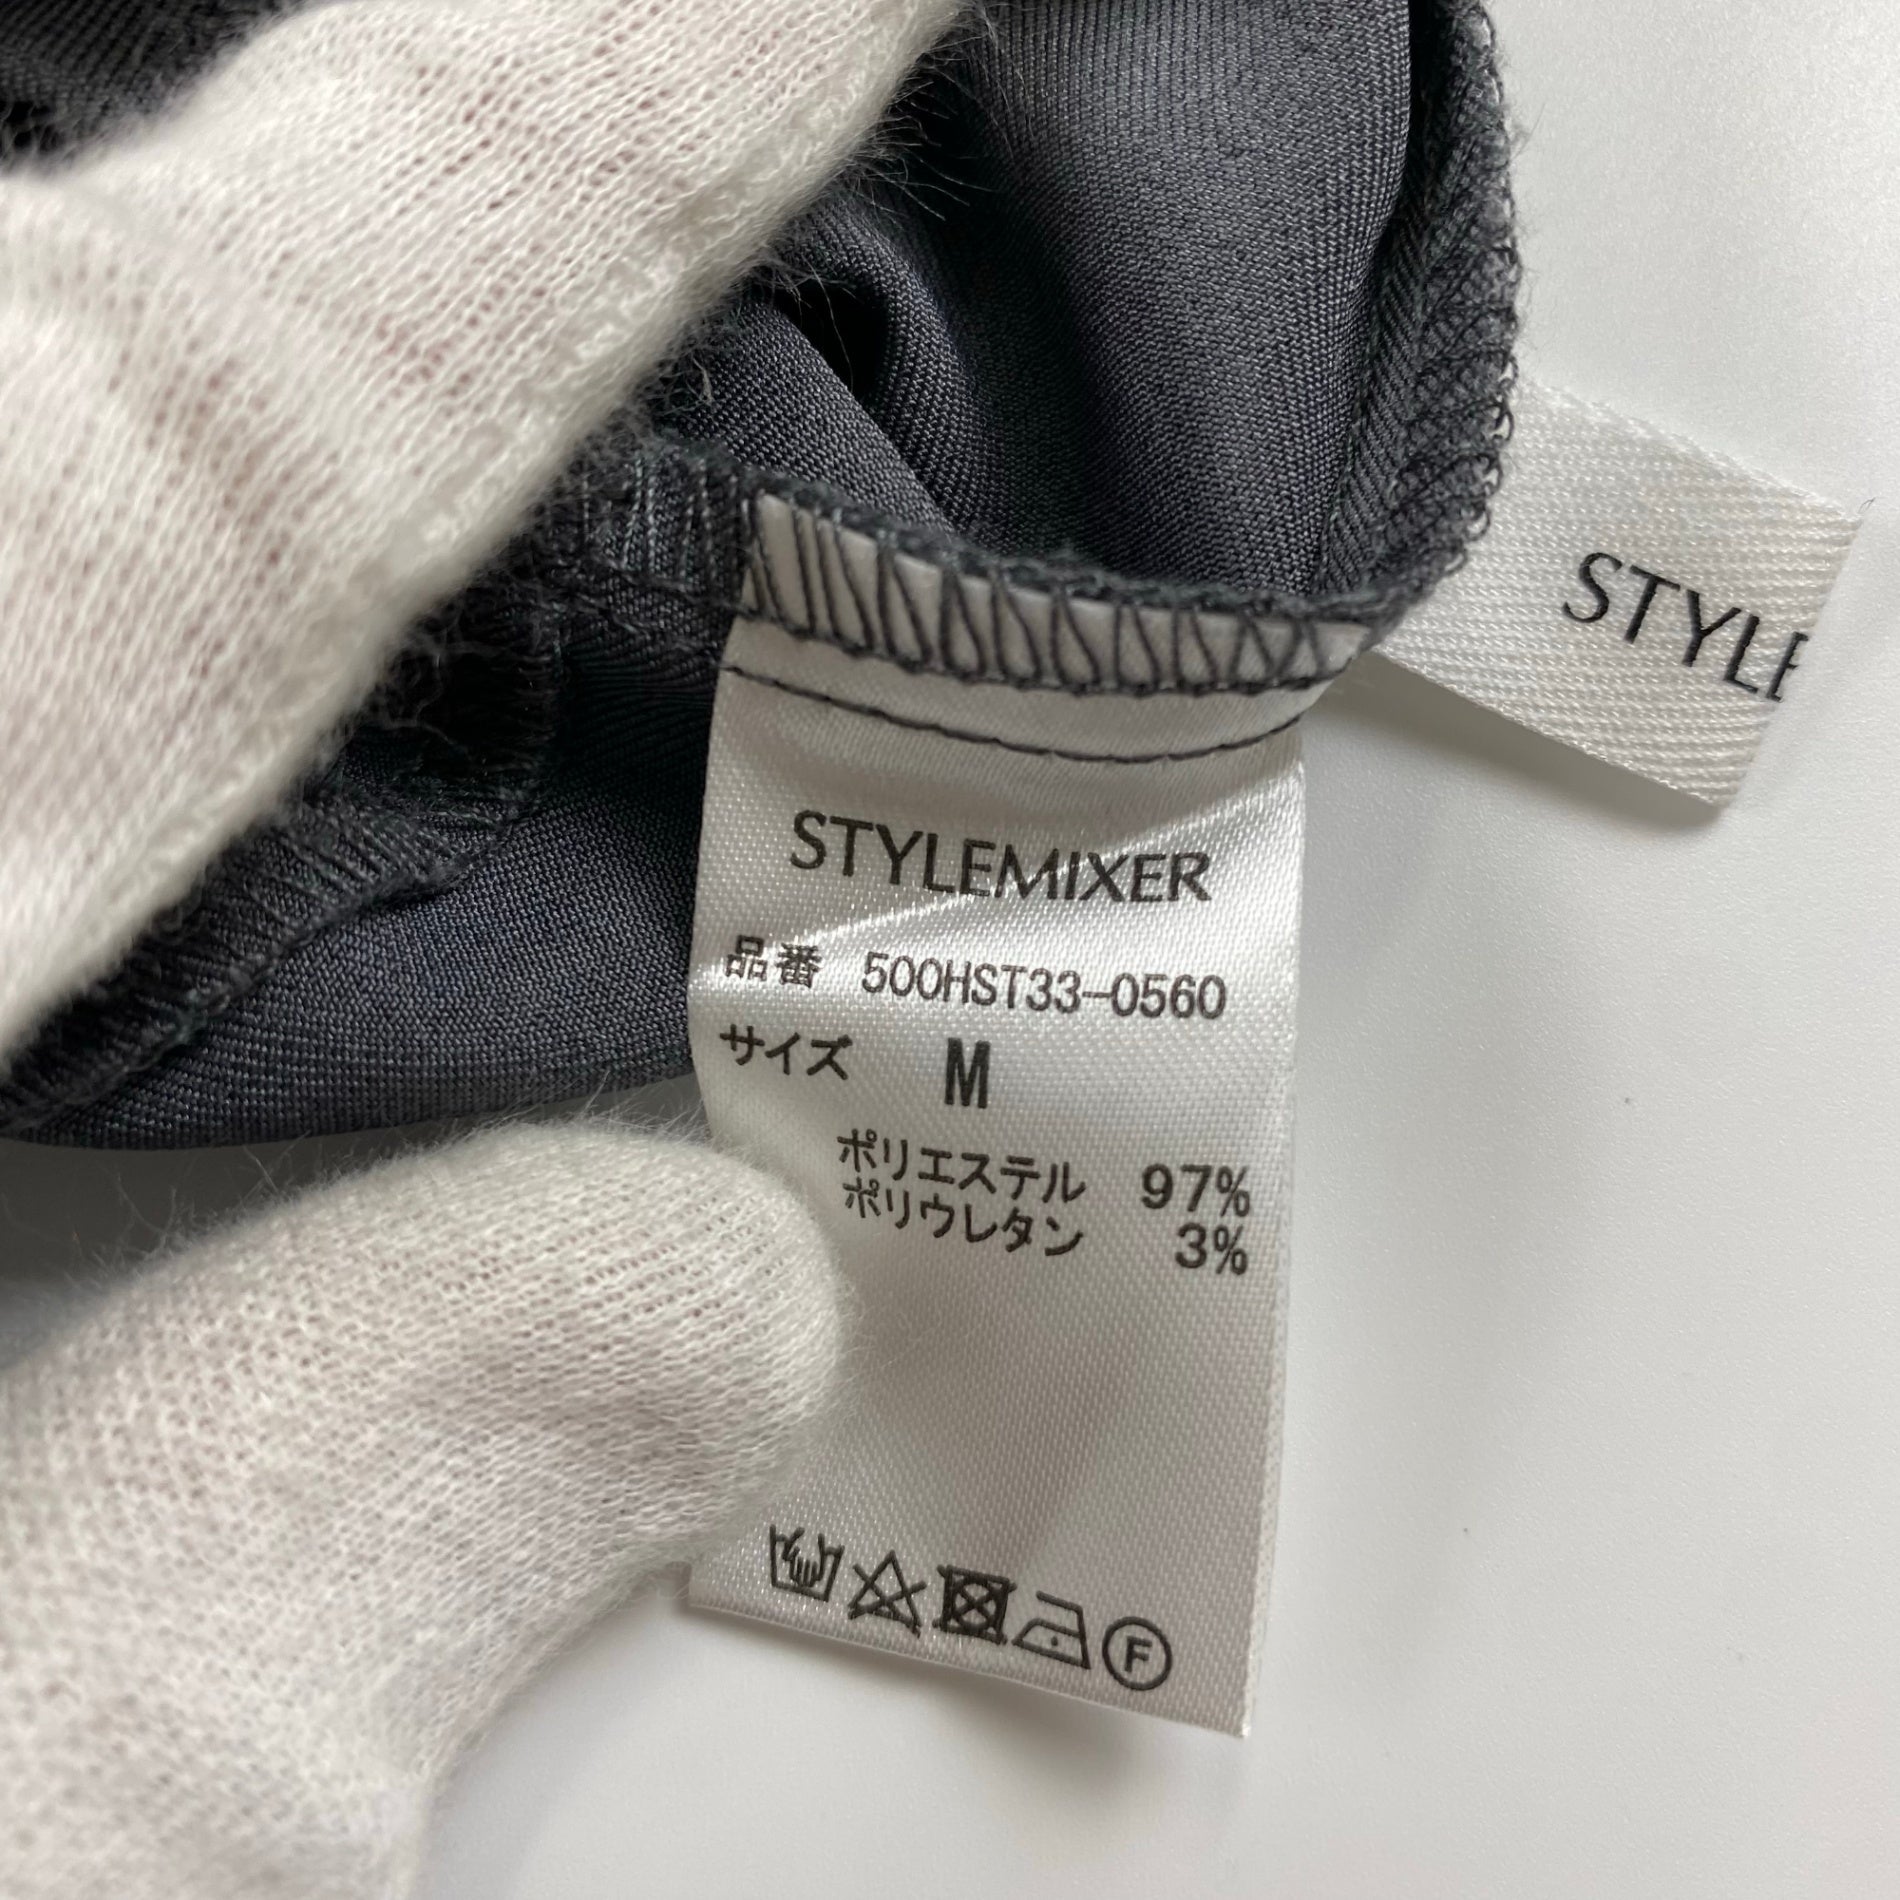 STYLE
STYLEMIXER
品番 500HST33-0560
サイズ M
ポリエステル 97%
ポリウレタン 3%
F